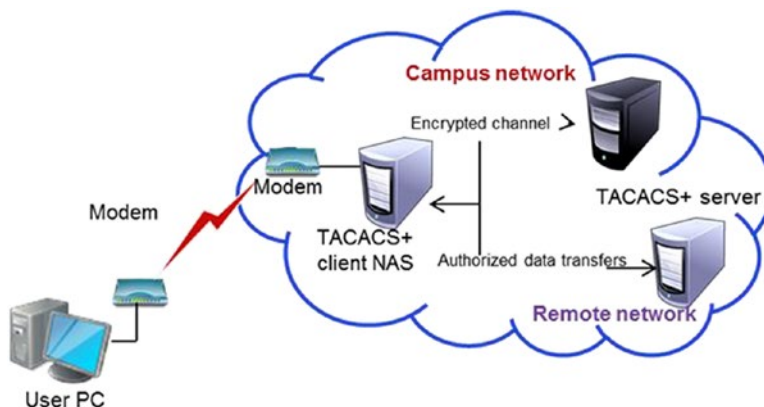 Campus network
Encrypted channel
Modem
TACACS+ server
Modem
TACACS+
client NAS
Authorized data transfers
Remote network
User PC